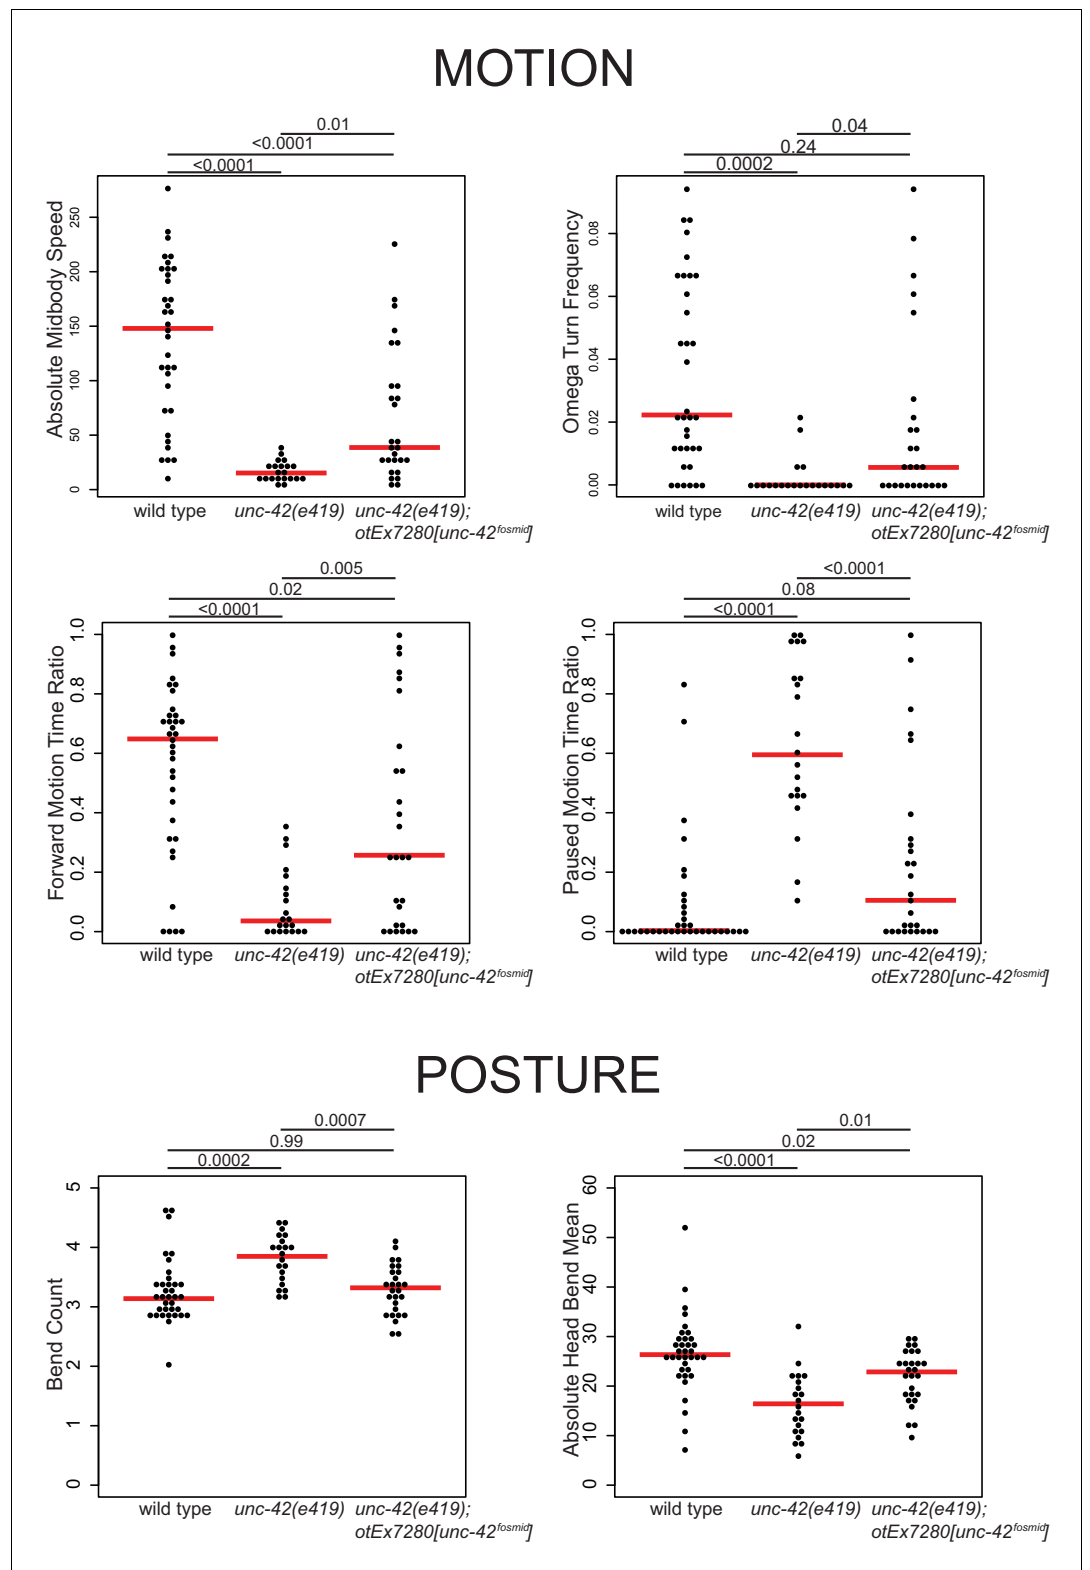 MOTION
0.01
<0.0001
<0.0001
Absolute Midbody Speed
250
200
150
100
50
0
wild type
unc-42(e419)
unc-42(e419);
otEx7280[unc-42fosmid]
0.04
0.24
0.0002
Omega Turn Frequency
0.08
0.06
0.04
0.02
0.00
wild type
unc-42(e419)
unc-42(e419);
otEx7280[unc-42fosmid]
0.005
0.02
<0.0001
Forward Motion Time Ratio
1.0
0.8
0.6
0.4
0.2
0.0
wild type
unc-42(e419)
unc-42(e419);
otEx7280[unc-42fosmid]
<0.0001
0.08
<0.0001
Paused Motion Time Ratio
1.0
0.8
0.6
0.4
0.2
0.0
wild type
unc-42(e419)
unc-42(e419);
otEx7280[unc-42fosmid]
POSTURE
0.0007
0.99
0.0002
Bend Count
5
4
3
2
1
0
wild type
unc-42(e419)
unc-42(e419);
otEx7280[unc-42fosmid]
0.01
0.02
<0.0001
Absolute Head Bend Mean
60
50
40
30
20
10
0
wild type
unc-42(e419)
unc-42(e419);
otEx7280[unc-42fosmid]